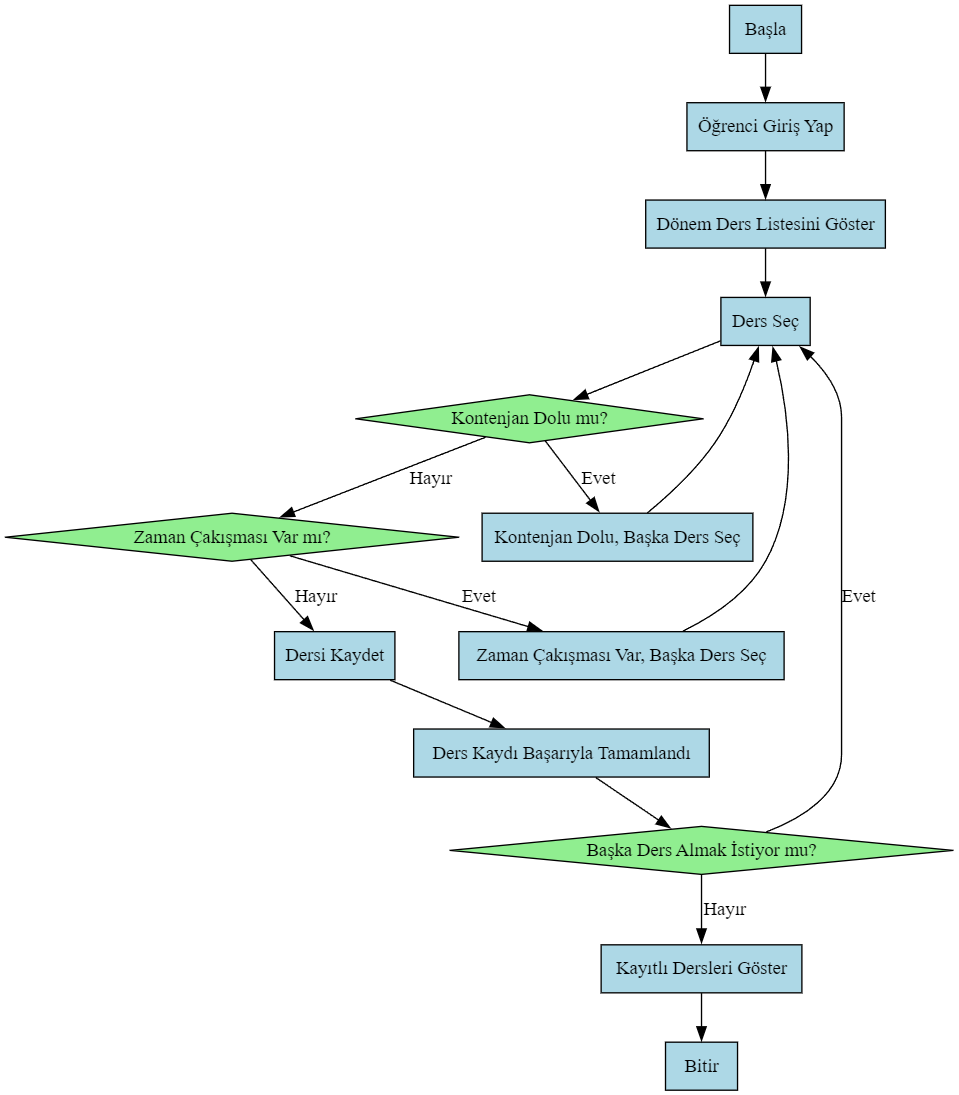 Başla
Öğrenci Giriş Yap
Dönem Ders Listesini Göster
Ders Seç
Kontenjan Dolu mu?
Hayır
Evet
Zaman Çakışması Var mı?
Kontenjan Dolu, Başka Ders Seç
Hayır
Evet
Evet
Dersi Kaydet
Zaman Çakışması Var, Başka Ders Seç
Ders Kaydı Başarıyla Tamamlandı
Başka Ders Almak İstiyor mu?
Hayır
Kayıtlı Dersleri Göster
Bitir